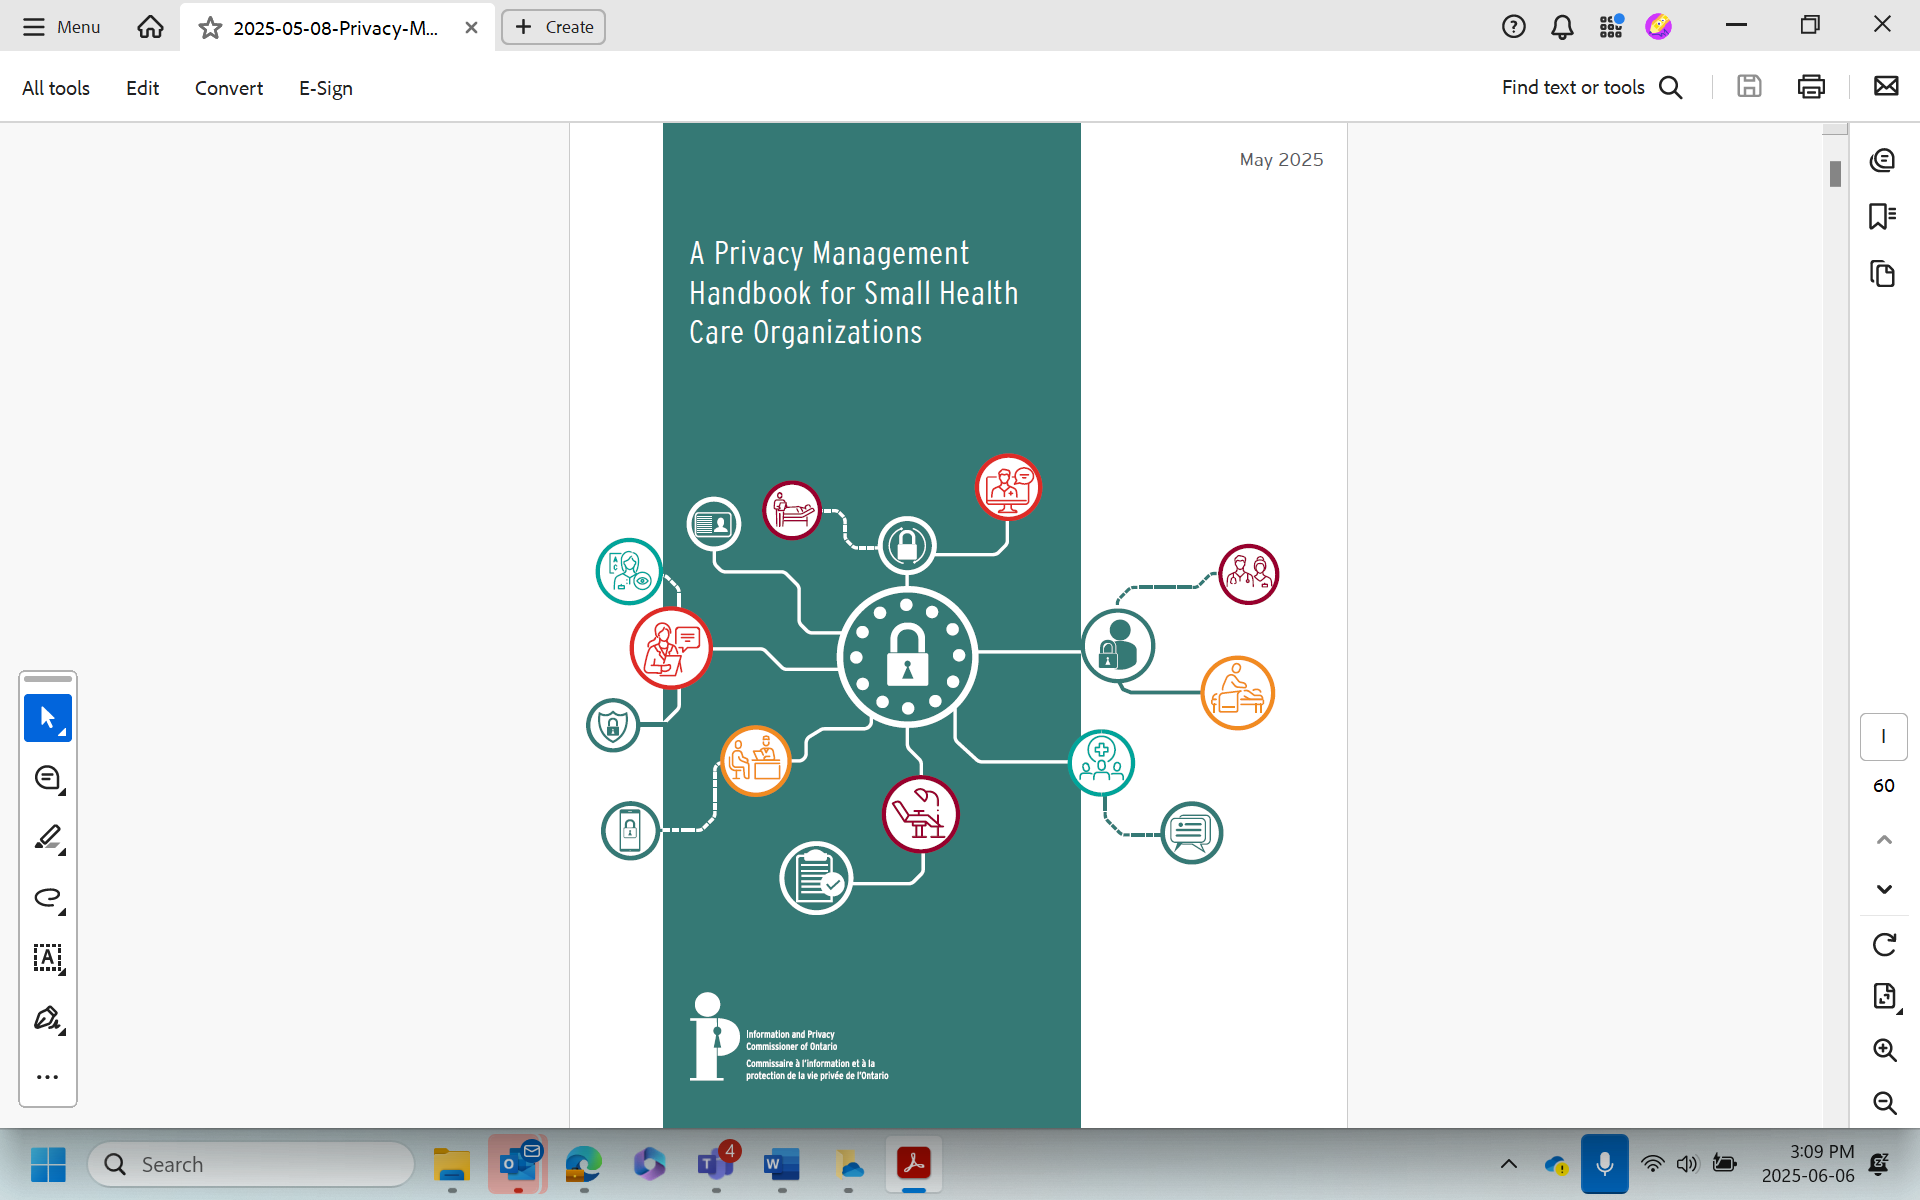 Menu
2025-05-08-Privacy-M...
Create
All tools
Edit
Convert
E-Sign
Find text or tools
May 2025
A Privacy Management
Handbook for Small Health
Care Organizations
Information and Privacy
Commissioner of Ontario
Commissaire à l'information et à la
protection de la vie privée de l'Ontario
I
60
Search
4
3:09 PM
2025-06-06